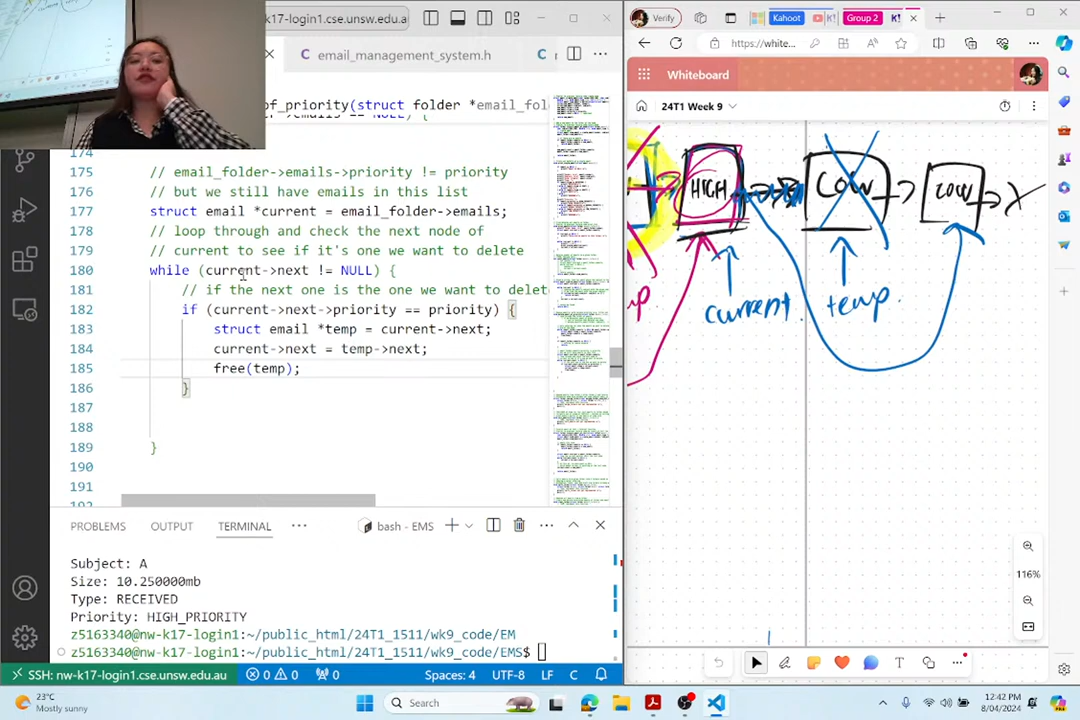 k17-login1.cse.unsw.edu.a
email_management_system.h
of_priority(struct folder *email_fol
174
175 // email_folder->emails->priority != priority
176 // but we still have emails in this list
177 struct email *current = email_folder->emails;
178 // loop through and check the next node of
179 // current to see if it's one we want to delete
180 while (current->next != NULL) {
181 // if the next one is the one we want to delet
182 if (current->next->priority == priority) {
183 struct email *temp = current->next;
184 current->next = temp->next;
185 free(temp);
186 }
187
188
189 }
190
191
PROBLEMS OUTPUT TERMINAL ··· bash - EMS
Subject: A
Size: 10.250000mb
Type: RECEIVED
Priority: HIGH_PRIORITY
z5163340@nw-k17-login1:~/public_html/24T1_1511/wk9_code/EM
z5163340@nw-k17-login1:~/public_html/24T1_1511/wk9_code/EMS$
SSH: nw-k17-login1.cse.unsw.edu.au 0 0 0 Spaces: 4 UTF-8 LF C
Verify Kahoot K! Group 2 K!
https://white...
Whiteboard
24T1 Week 9
HIGH LOW LOW X
current. temp.
116%
T
23°C
Mostly sunny
Search
12:42 PM
8/04/2024